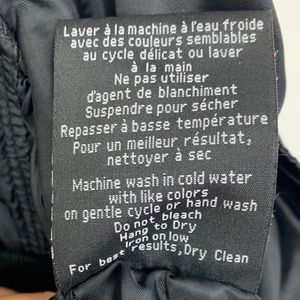 Laver à la machine à l'eau froide
avec des couleurs semblables
au cycle délicat ou laver
à la main
Ne pas utiliser
d'agent de blanchiment
Suspendre pour sécher
Repasser à basse température
Pour un meilleur résultat,
nettoyer à sec
Machine wash in cold water
with like colors
on gentle cycle or hand wash
Do not bleach
Hang to Dry
Iron on low
For best results, Dry Clean